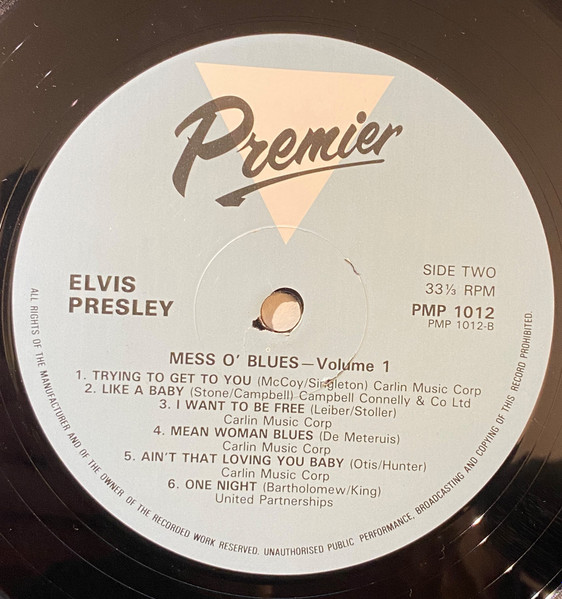 Premier
ELVIS
PRESLEY
SIDE TWO
33⅓ RPM
PMP 1012
PMP 1012-B
MESS O' BLUES—Volume 1
1. TRYING TO GET TO YOU (McCoy/Singleton) Carlin Music Corp
2. LIKE A BABY (Stone/Campbell) Campbell Connelly & Co Ltd
3. I WANT TO BE FREE (Leiber/Stoller)
Carlin Music Corp
4. MEAN WOMAN BLUES (De Meteruis)
Carlin Music Corp
5. AIN'T THAT LOVING YOU BABY (Otis/Hunter)
Carlin Music Corp
6. ONE NIGHT (Bartholomew/King)
United Partnerships
ALL RIGHTS OF THE MANUFACTURER AND OF THE OWNER OF THE RECORDED WORK RESERVED. UNAUTHORISED PUBLIC PERFORMANCE, BROADCASTING AND COPYING OF THIS RECORD PROHIBITED.